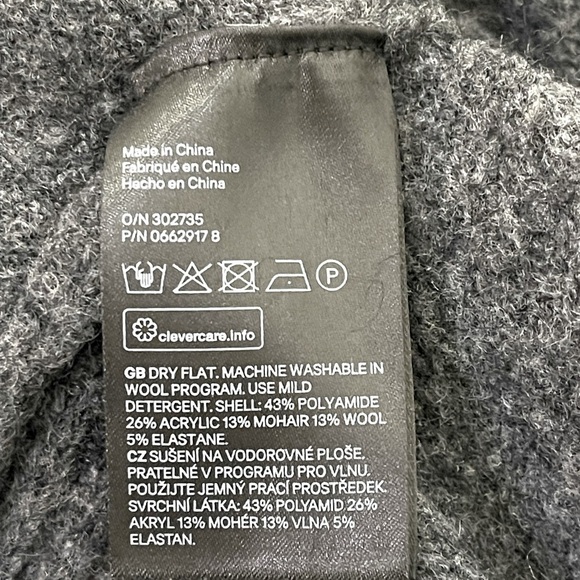 Made in China
Fabriqué en Chine
Hecho en China
O/N 302735
P/N 0662917 8
P
clevercare.info
GB DRY FLAT. MACHINE WASHABLE IN
WOOL PROGRAM. USE MILD
DETERGENT. SHELL: 43% POLYAMIDE
26% ACRYLIC 13% MOHAIR 13% WOOL
5% ELASTANE.
CZ SUŠENÍ NA VODOROVNÉ PLOŠE.
PRATELNÉ V PROGRAMU PRO VLNU.
POUŽIJTE JEMNÝ PRACÍ PROSTŘEDEK.
SVRCHNÍ LÁTKA: 43% POLYAMID 26%
AKRYL 13% MOHÉR 13% VLNA 5%
ELASTAN.